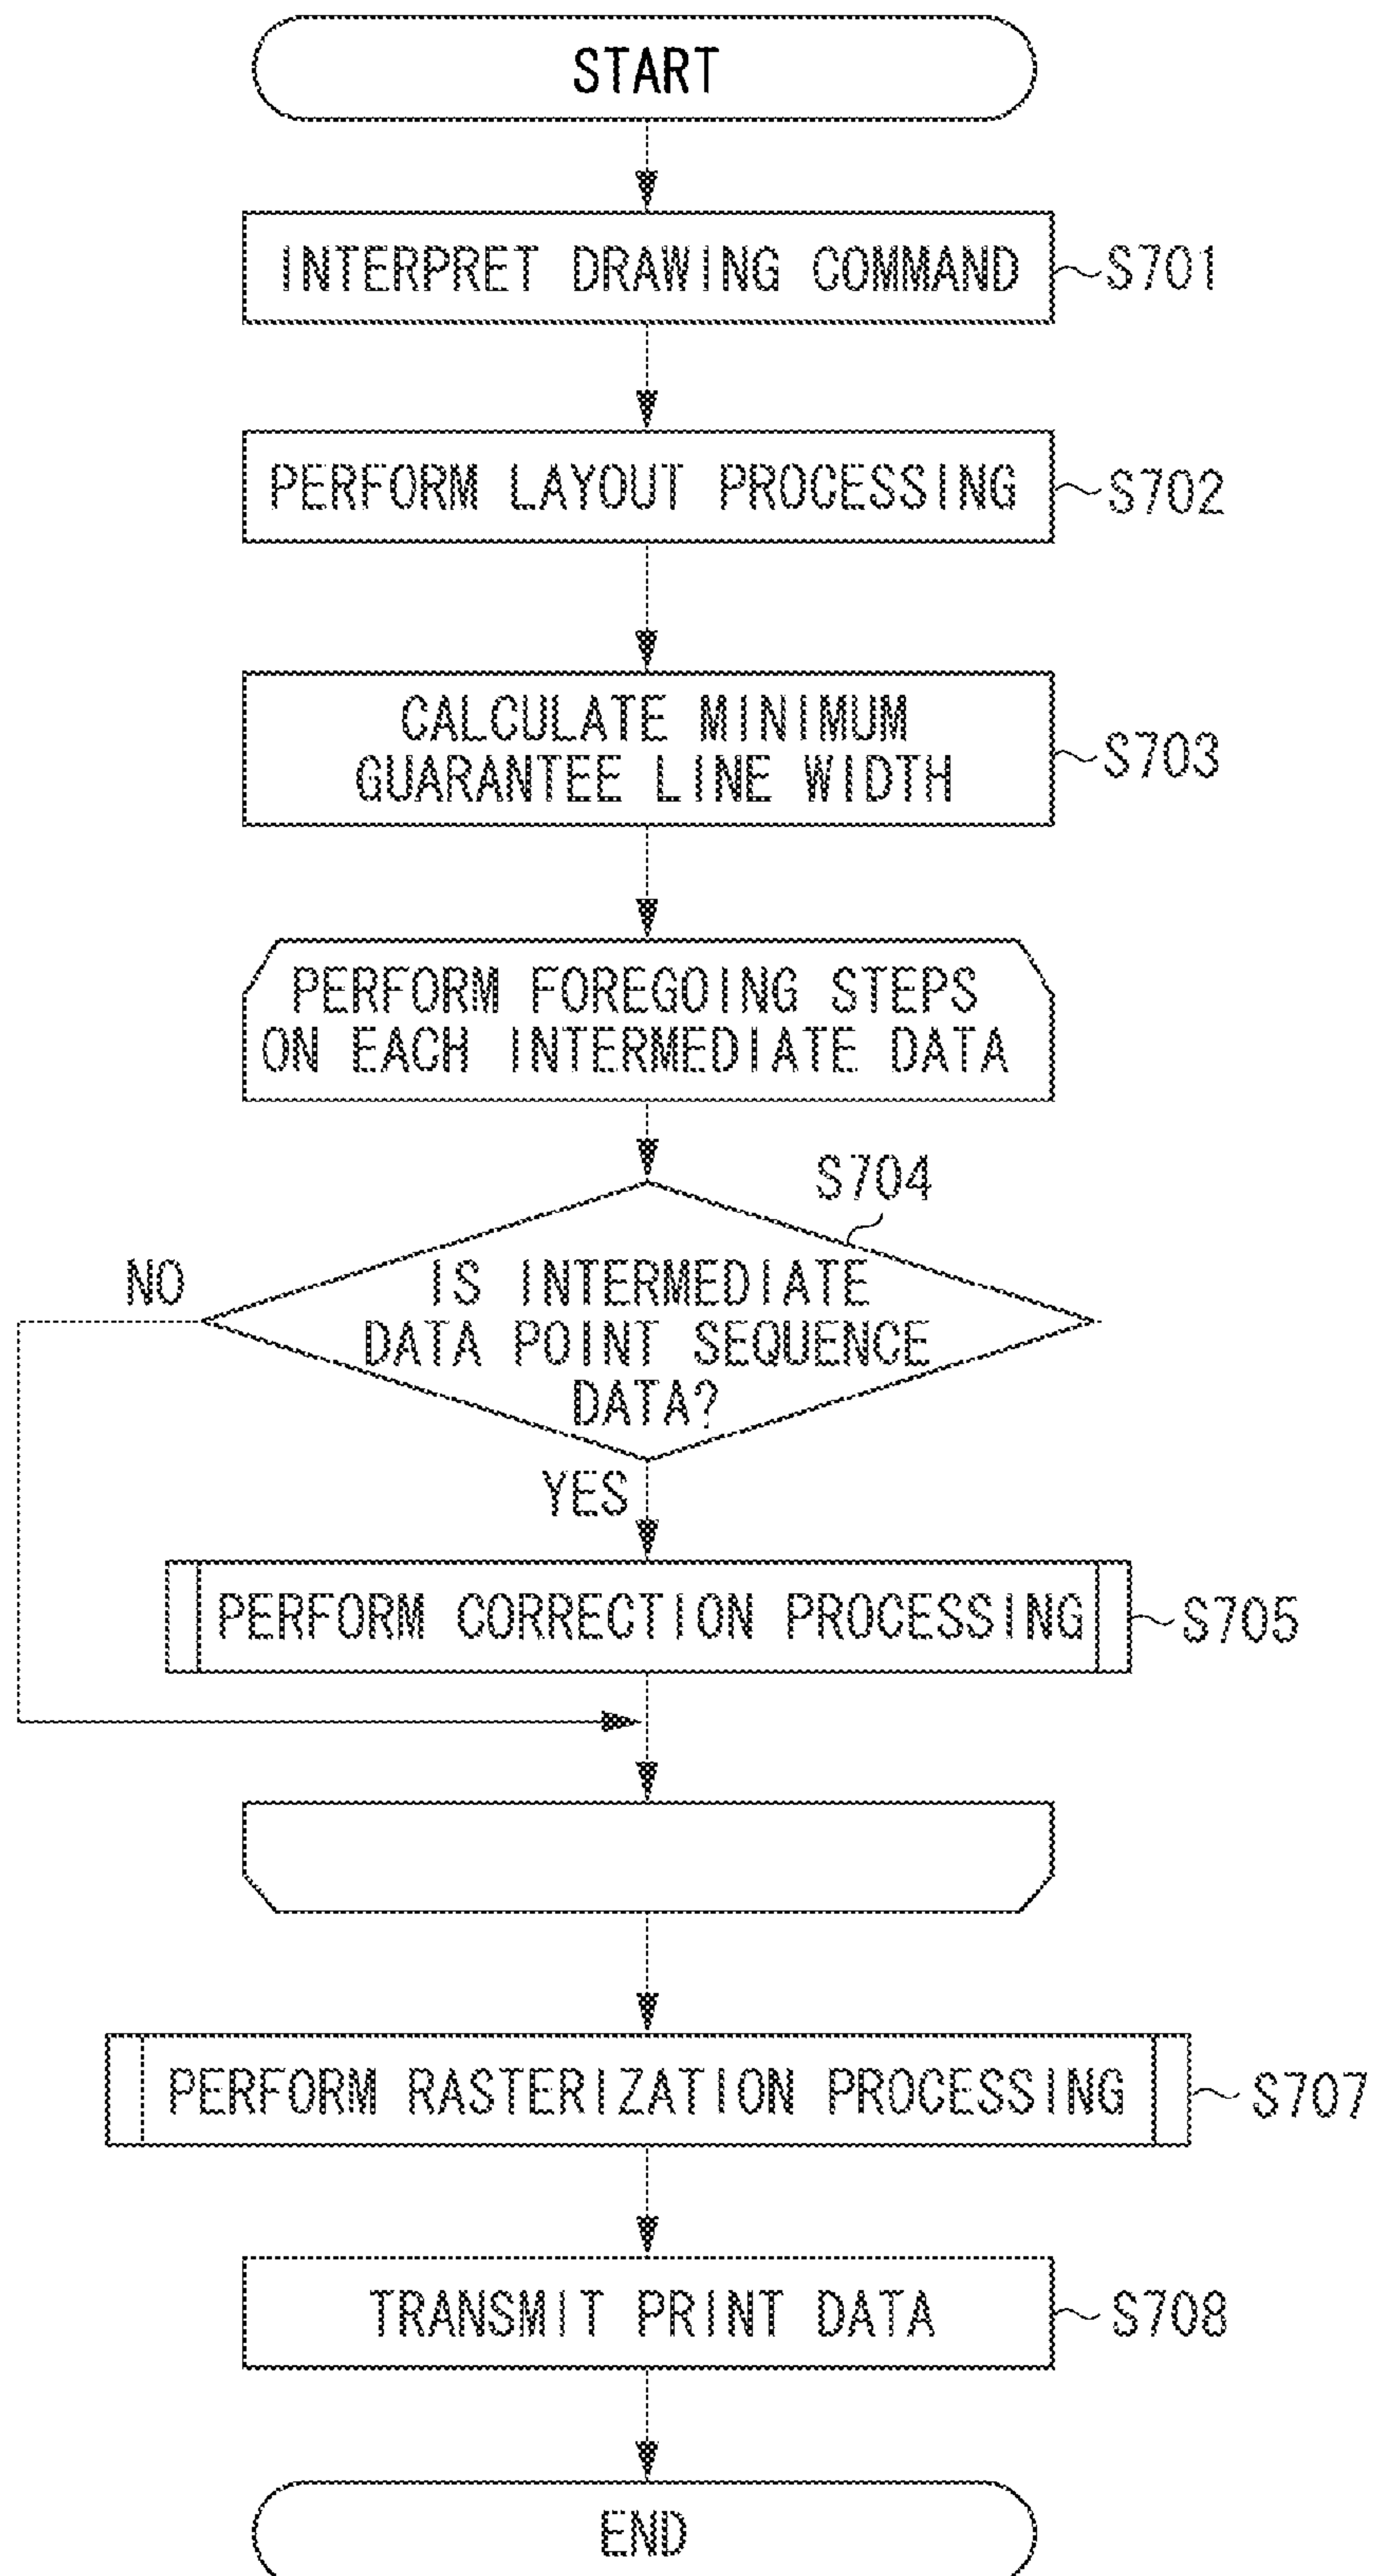 START
INTERPRET DRAWING COMMAND
S701
PERFORM LAYOUT PROCESSING
S702
CALCULATE MINIMUM
GUARANTEE LINE WIDTH
S703
PERFORM FOREGOING STEPS
ON EACH INTERMEDIATE DATA
S704
NO
IS INTERMEDIATE
DATA POINT SEQUENCE
DATA?
YES
PERFORM CORRECTION PROCESSING
S705
PERFORM RASTERIZATION PROCESSING
S707
TRANSMIT PRINT DATA
S708
END